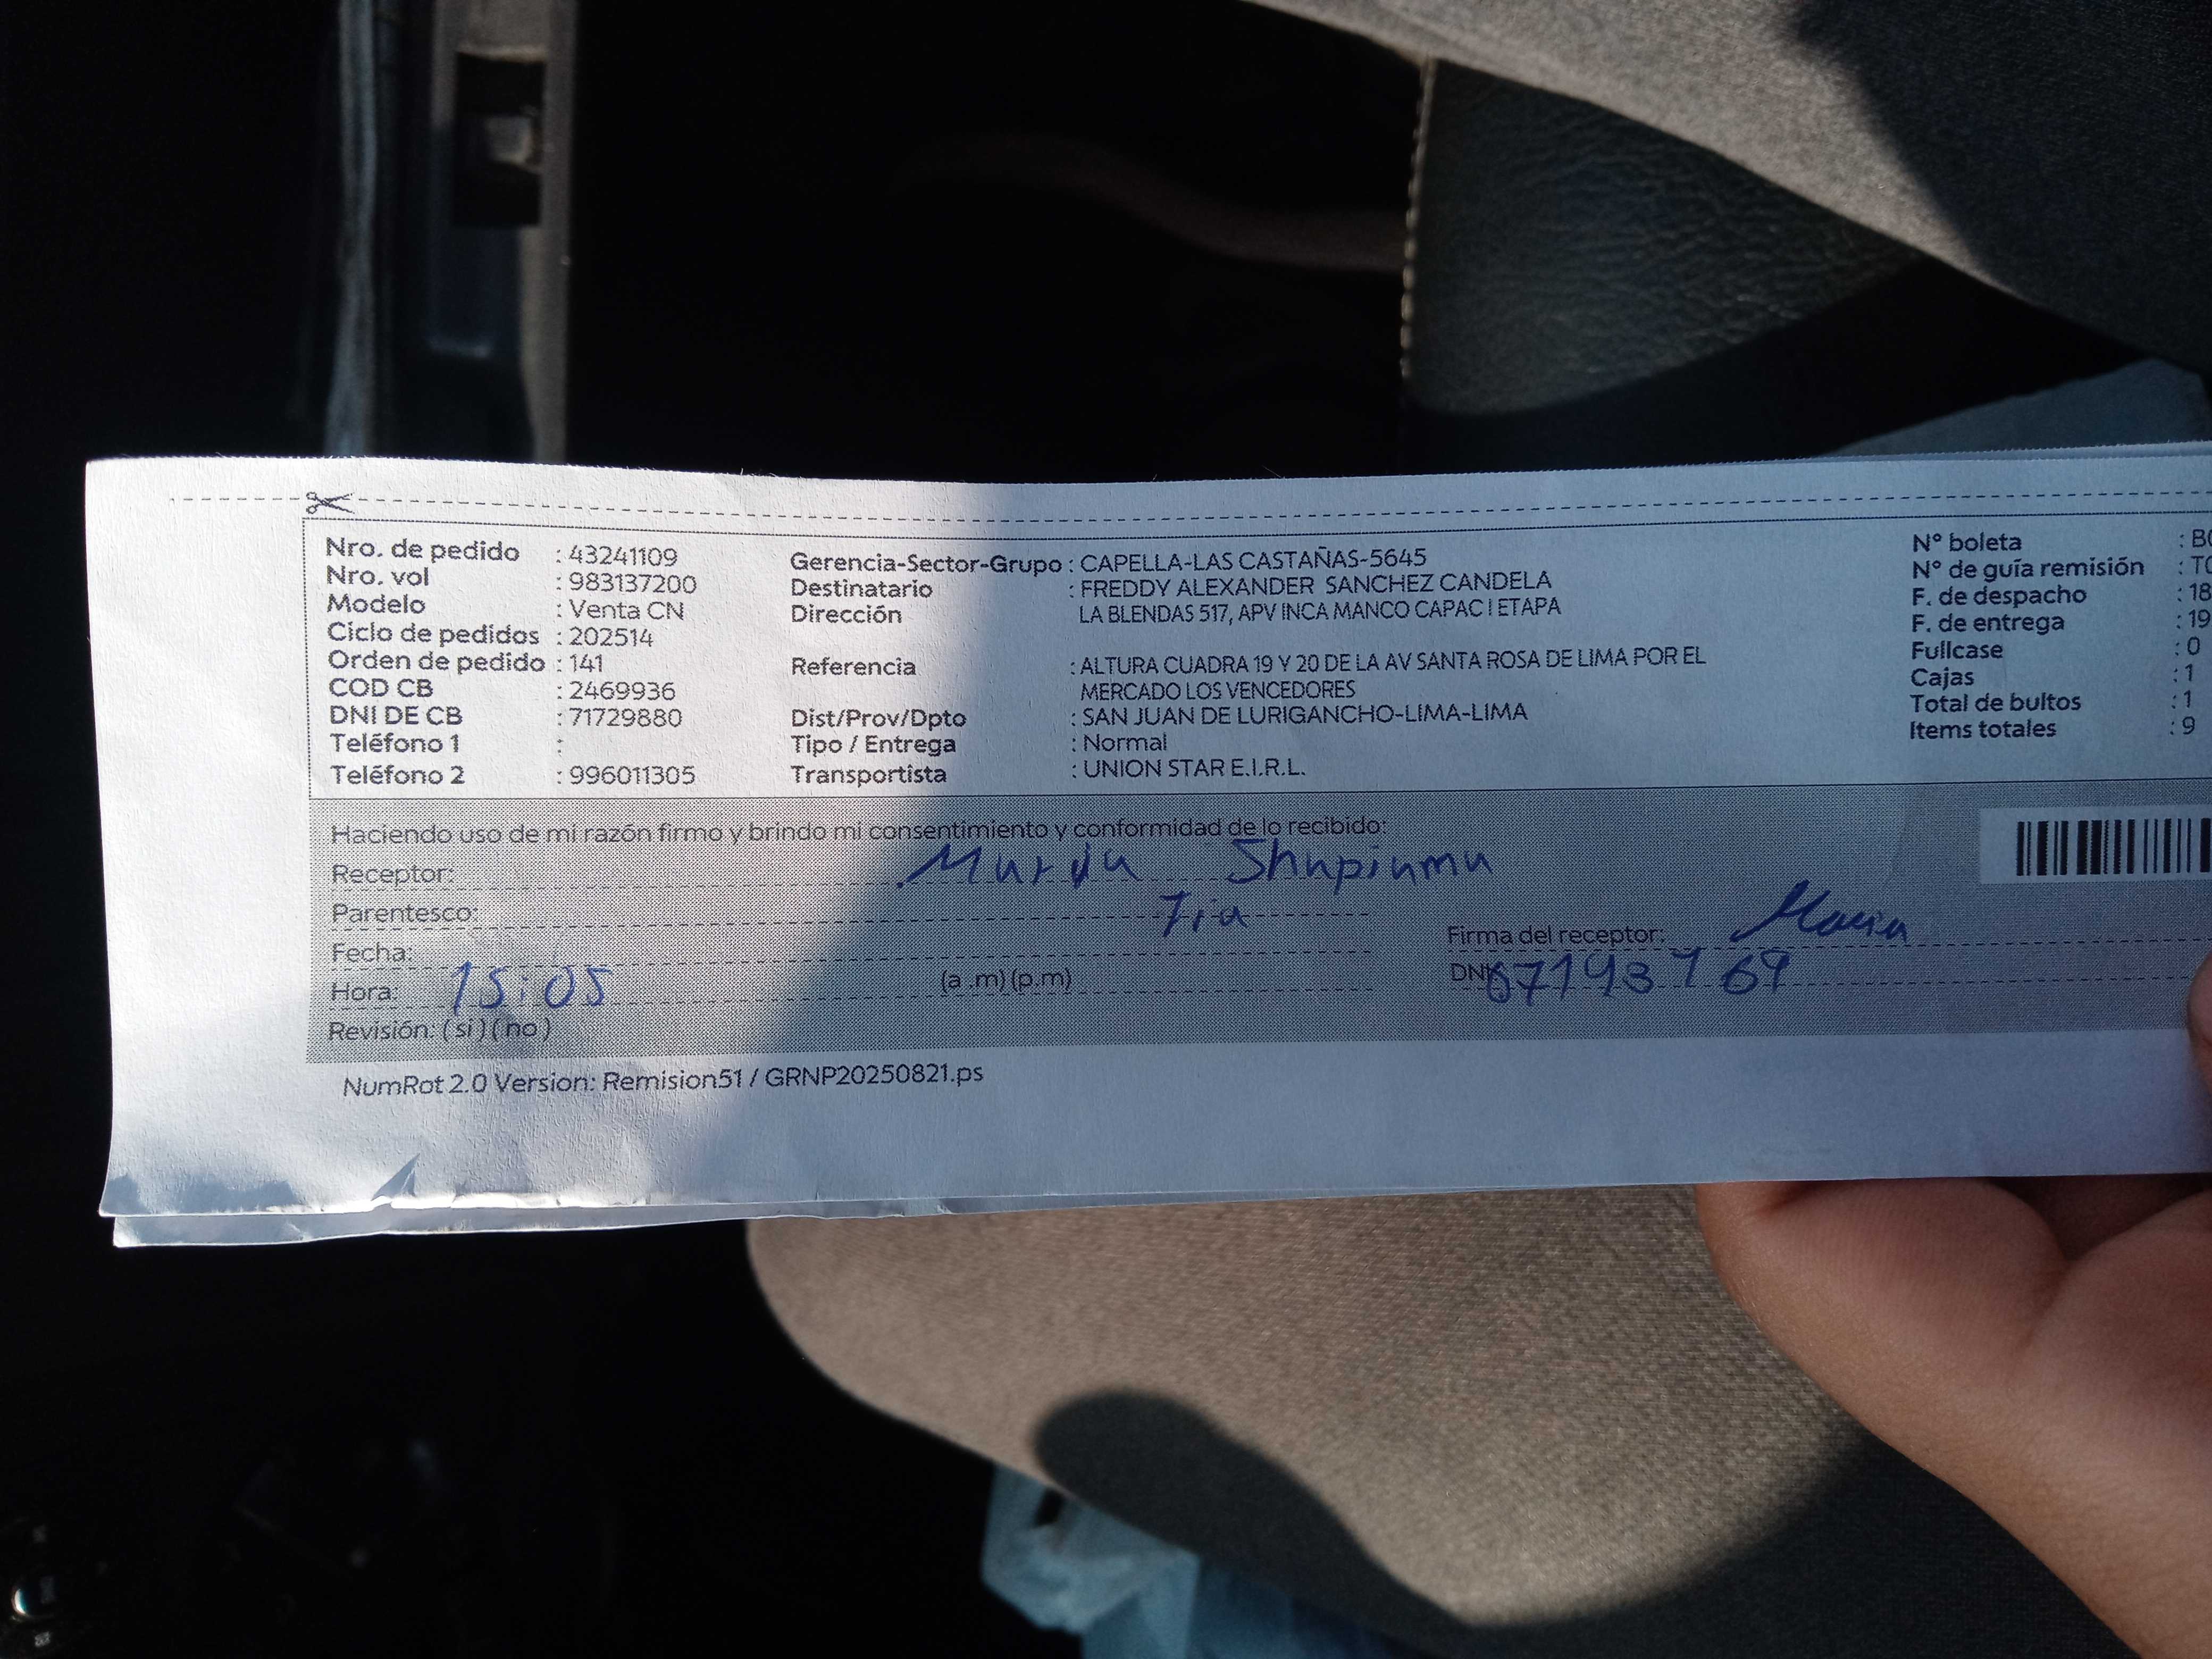 Nro. de pedido : 43241109
Nro. vol : 983137200
Modelo : Venta CN
Ciclo de pedidos : 202514
Orden de pedido : 141
COD CB : 2469936
DNI DE CB : 71729880
Teléfono 1 :
Teléfono 2 : 996011305
Gerencia-Sector-Grupo : CAPELLA-LAS CASTAÑAS-5645
Destinatario : FREDDY ALEXANDER SANCHEZ CANDELA
Dirección LA BLENDAS 517, APV INCA MANCO CAPAC I ETAPA
Referencia : ALTURA CUADRA 19 Y 20 DE LA AV SANTA ROSA DE LIMA POR EL
MERCADO LOS VENCEDORES
Dist/Prov/Dpto : SAN JUAN DE LURIGANCHO-LIMA-LIMA
Tipo / Entrega : Normal
Transportista : UNION STAR E.I.R.L.
N° boleta : B
N° de guía remisión : T
F. de despacho : 18
F. de entrega : 19
Fullcase : 0
Cajas : 1
Total de bultos : 1
Items totales : 9
Haciendo uso de mi razón firmo y brindo mi consentimiento y conformidad de lo recibido:
Receptor: Shupiuma
Parentesco: Tia
Fecha:
Firma del receptor: Maria
Hora: 15:05 (a .m) (p.m)
DNI
Revisión: (si) (no)
NumRot 2.0 Version: Remision51 / GRNP20250821.ps